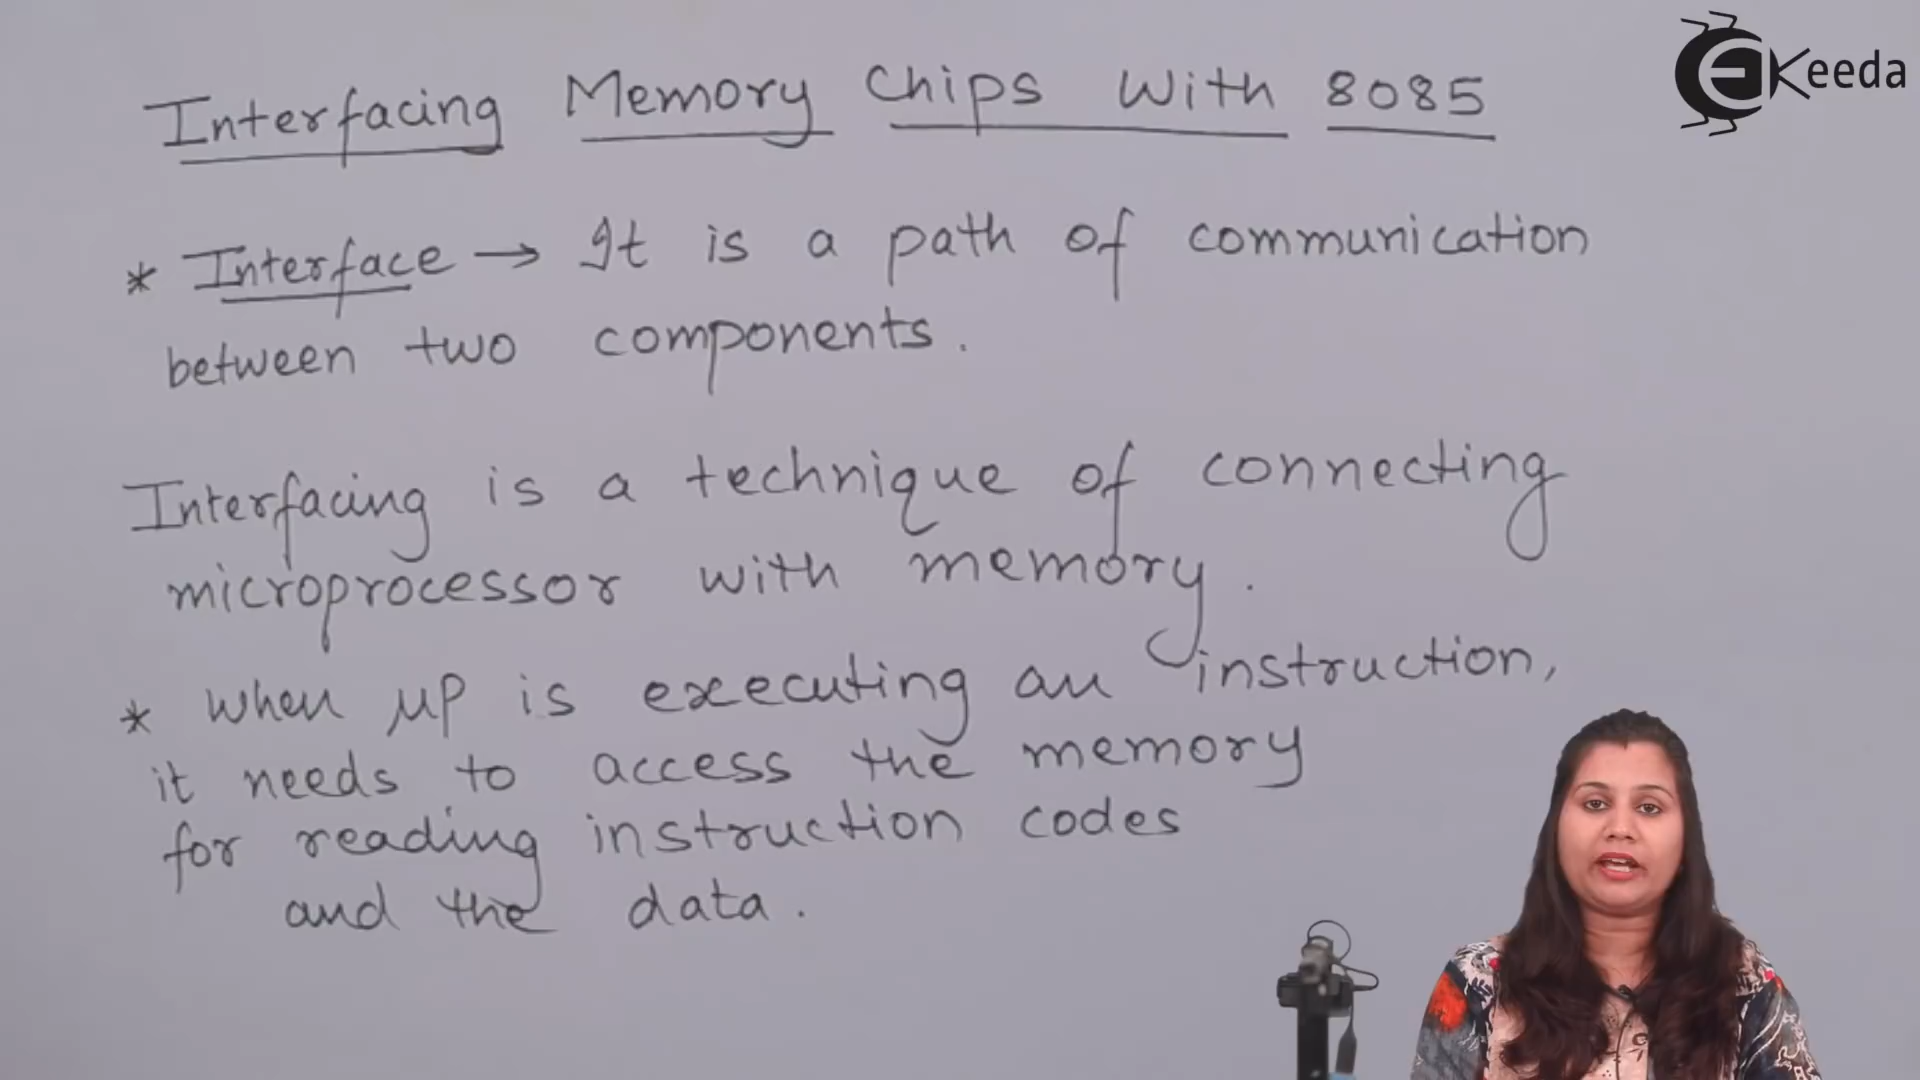 Interfacing Memory Chips With 8085
EKeeda
* Interface → It is a path of communication
between two components.
Interfacing is a technique of connecting
microprocessor with memory.
* When μP is executing an instruction,
it needs to access the memory
for reading instruction codes
and the data.